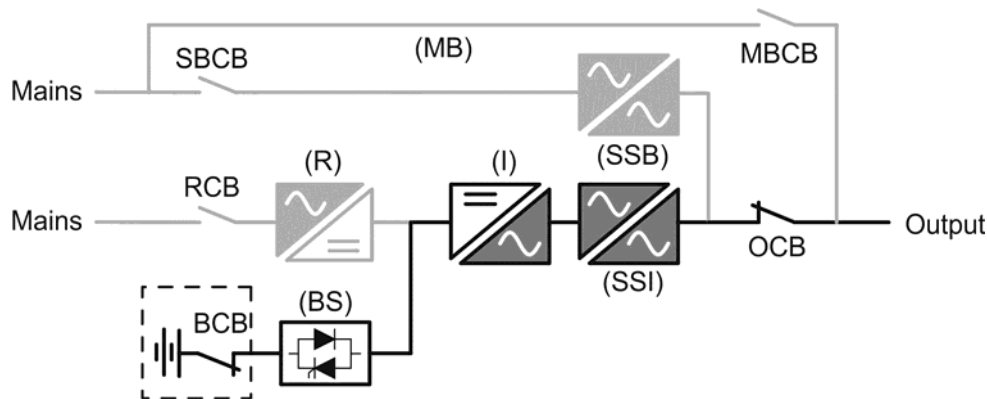 (MB)
MBCB
SBCB
Mains
(SSB)
(R)
(I)
RCB
Mains
Output
OCB
(SSI)
(BS)
BCB